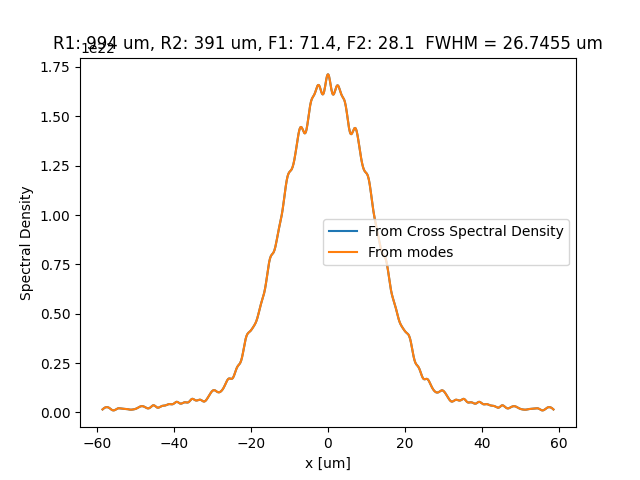 R1: 994 um, R2: 391 um, F1: 71.4, F2: 28.1  FWHM = 26.7455 um
1e22
1.75
1.50
1.25
1.00
0.75
0.50
0.25
0.00
Spectral Density
From Cross Spectral Density
From modes
−60
−40
−20
0
20
40
60
x [um]